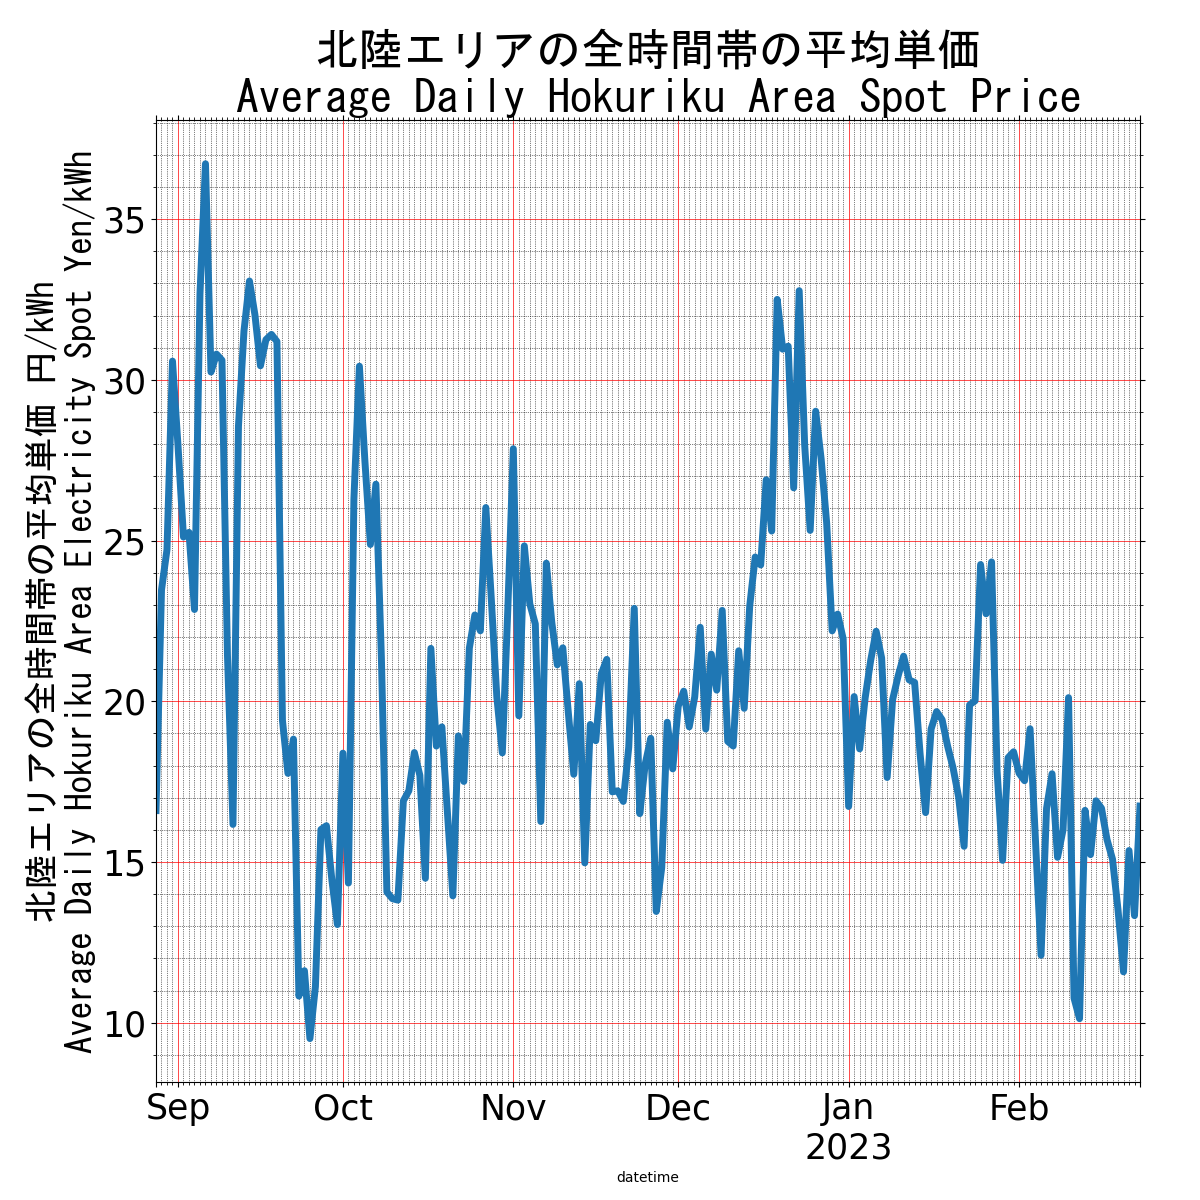 北陸エリアの全時間帯の平均単価
Average Daily Hokuriku Area Spot Price
北陸エリアの全時間帯の平均単価 円/kWh
Average Daily Hokuriku Area Electricity Spot Yen/kWh
35
30
25
20
15
10
Sep
Oct
Nov
Dec
Jan
2023
Feb
datetime